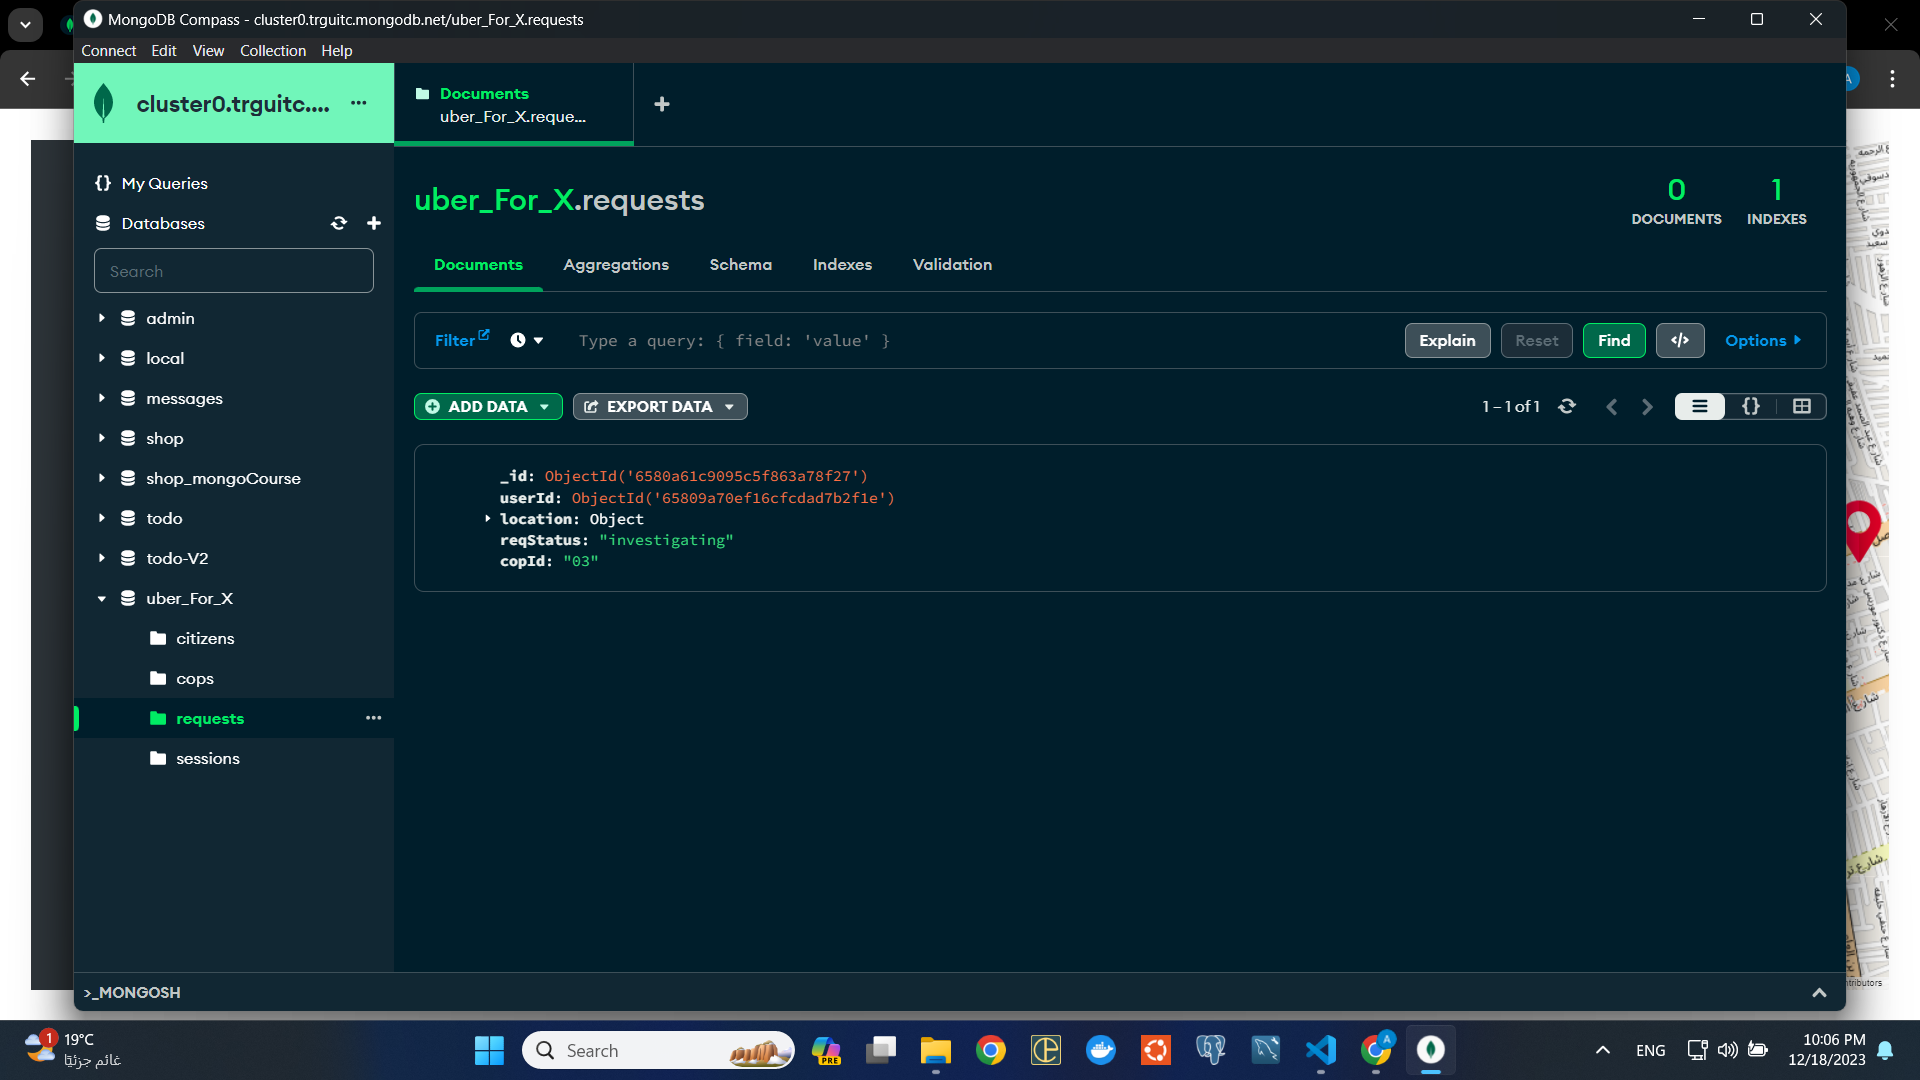 MongoDB Compass - cluster0.trguitc.mongodb.net/uber_For_X.requests
Connect Edit View Collection Help
cluster0.trguitc.... ···
Documents
uber_For_X.reque...
{} My Queries
Databases
Search
admin
local
messages
shop
shop_mongoCourse
todo
todo-V2
uber_For_X
citizens
cops
requests ···
sessions
uber_For_X.requests
0
DOCUMENTS
1
INDEXES
Documents Aggregations Schema Indexes Validation
Filter
Type a query: { field: 'value' }
Explain Reset Find </> Options
ADD DATA EXPORT DATA
1 – 1 of 1
{}
_id: ObjectId('6580a61c9095c5f863a78f27')
userId: ObjectId('65809a70ef16cfcdad7b2f1e')
location: Object
reqStatus: "investigating"
copId: "03"
>_MONGOSH
A
tributors
1
19°C
غائم جزئيًا
Search
PRE
A
ENG
10:06 PM
12/18/2023